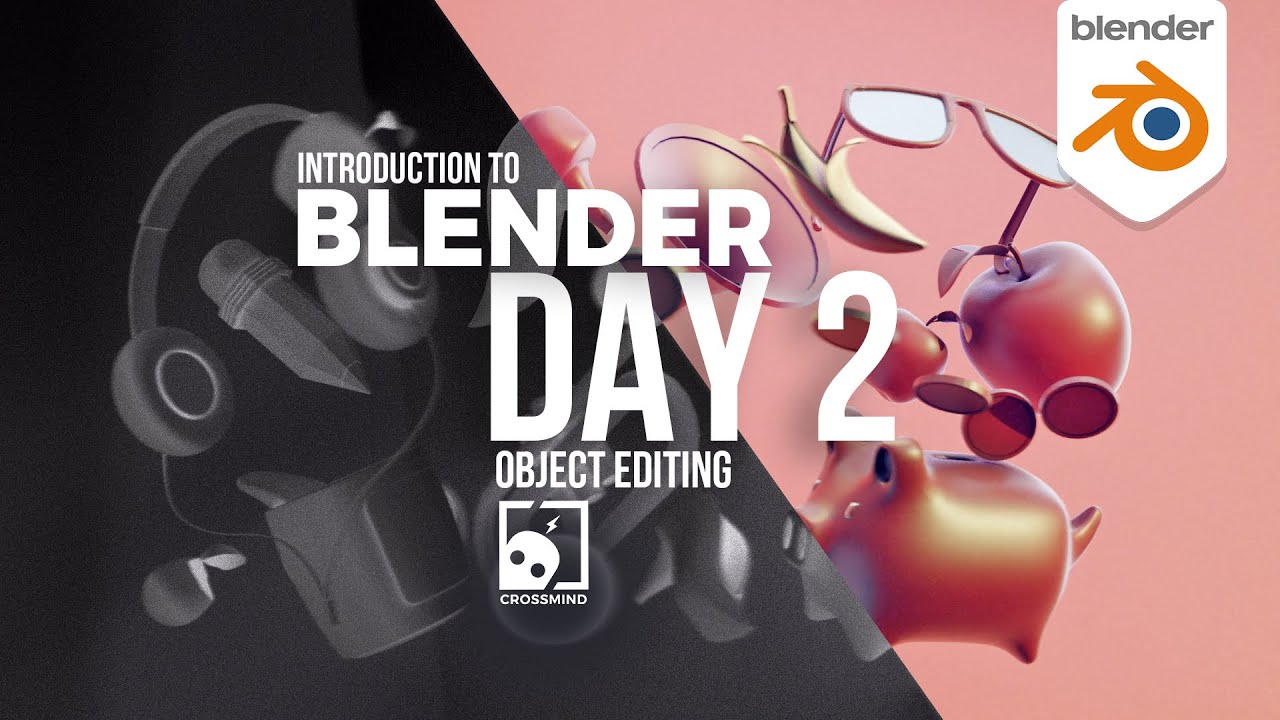 blender
INTRODUCTION TO
BLENDER
DAY 2
OBJECT EDITING
CROSSMIND